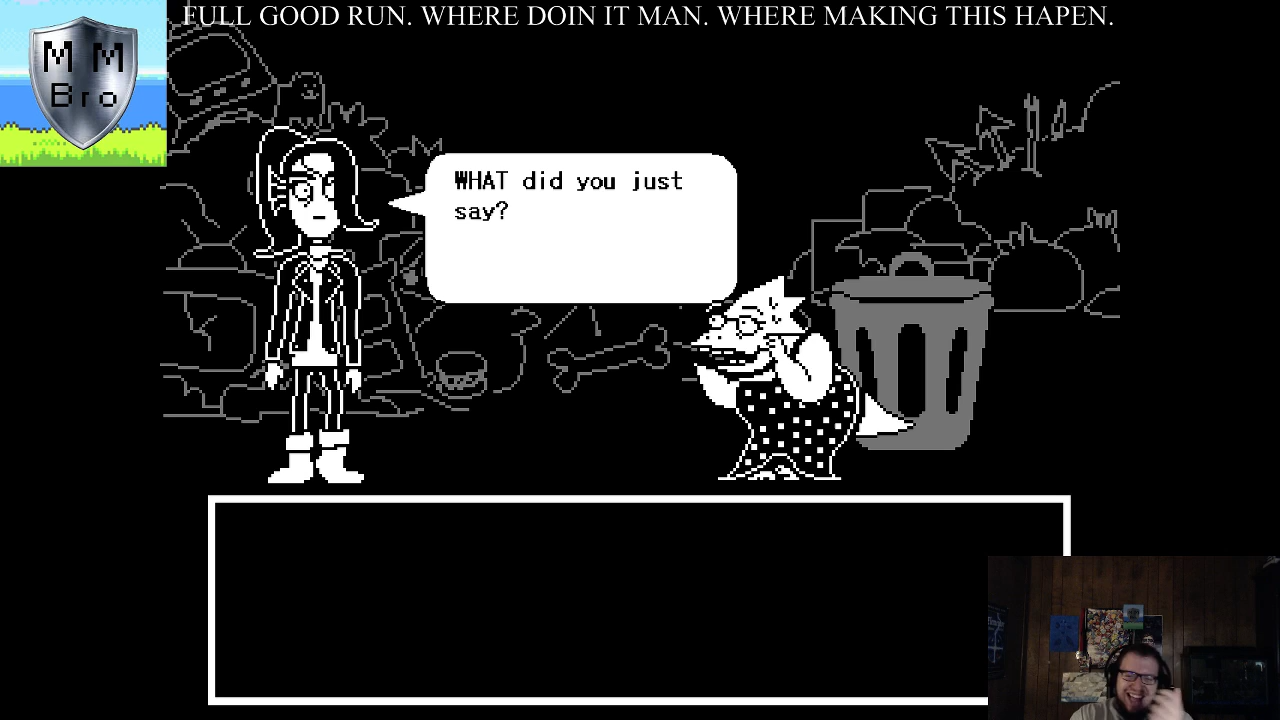 FULL GOOD RUN. WHERE DOIN IT MAN. WHERE MAKING THIS HAPEN.
M M
Bro
WHAT did you just
say?